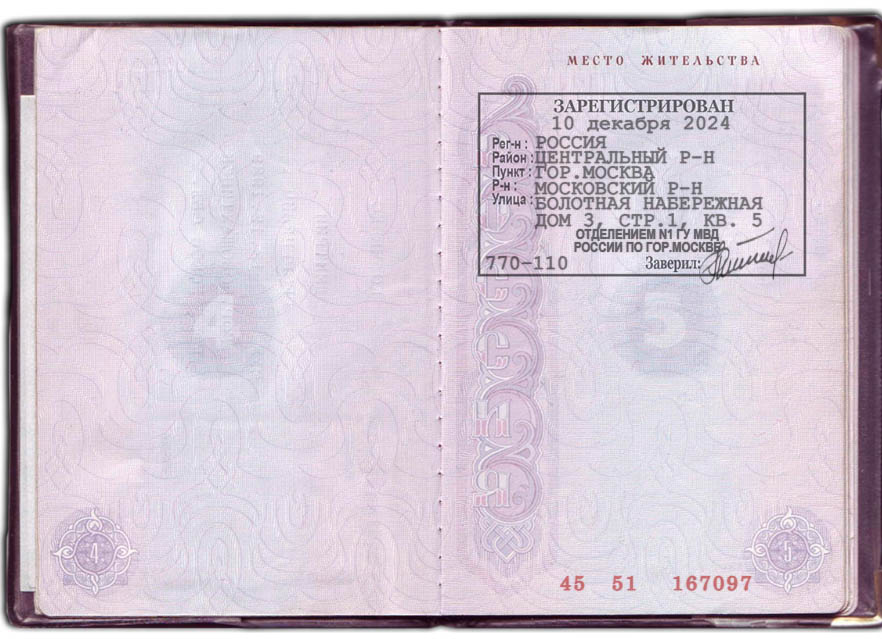 МЕСТО ЖИТЕЛЬСТВА
ЗАРЕГИСТРИРОВАН
10 декабря 2024
Рег-н: РОССИЯ
Район: ЦЕНТРАЛЬНЫЙ Р-Н
Пункт: ГОР.МОСКВА
Р-н: МОСКОВСКИЙ Р-Н
Улица: БОЛОТНАЯ НАБЕРЕЖНАЯ
ДОМ 3, СТР.1, КВ. 5
ОТДЕЛЕНИЕМ N1 ГУ МВД
РОССИИ ПО ГОР.МОСКВЕ
770-110 Заверил:
4
5
4
5
45 51 167097